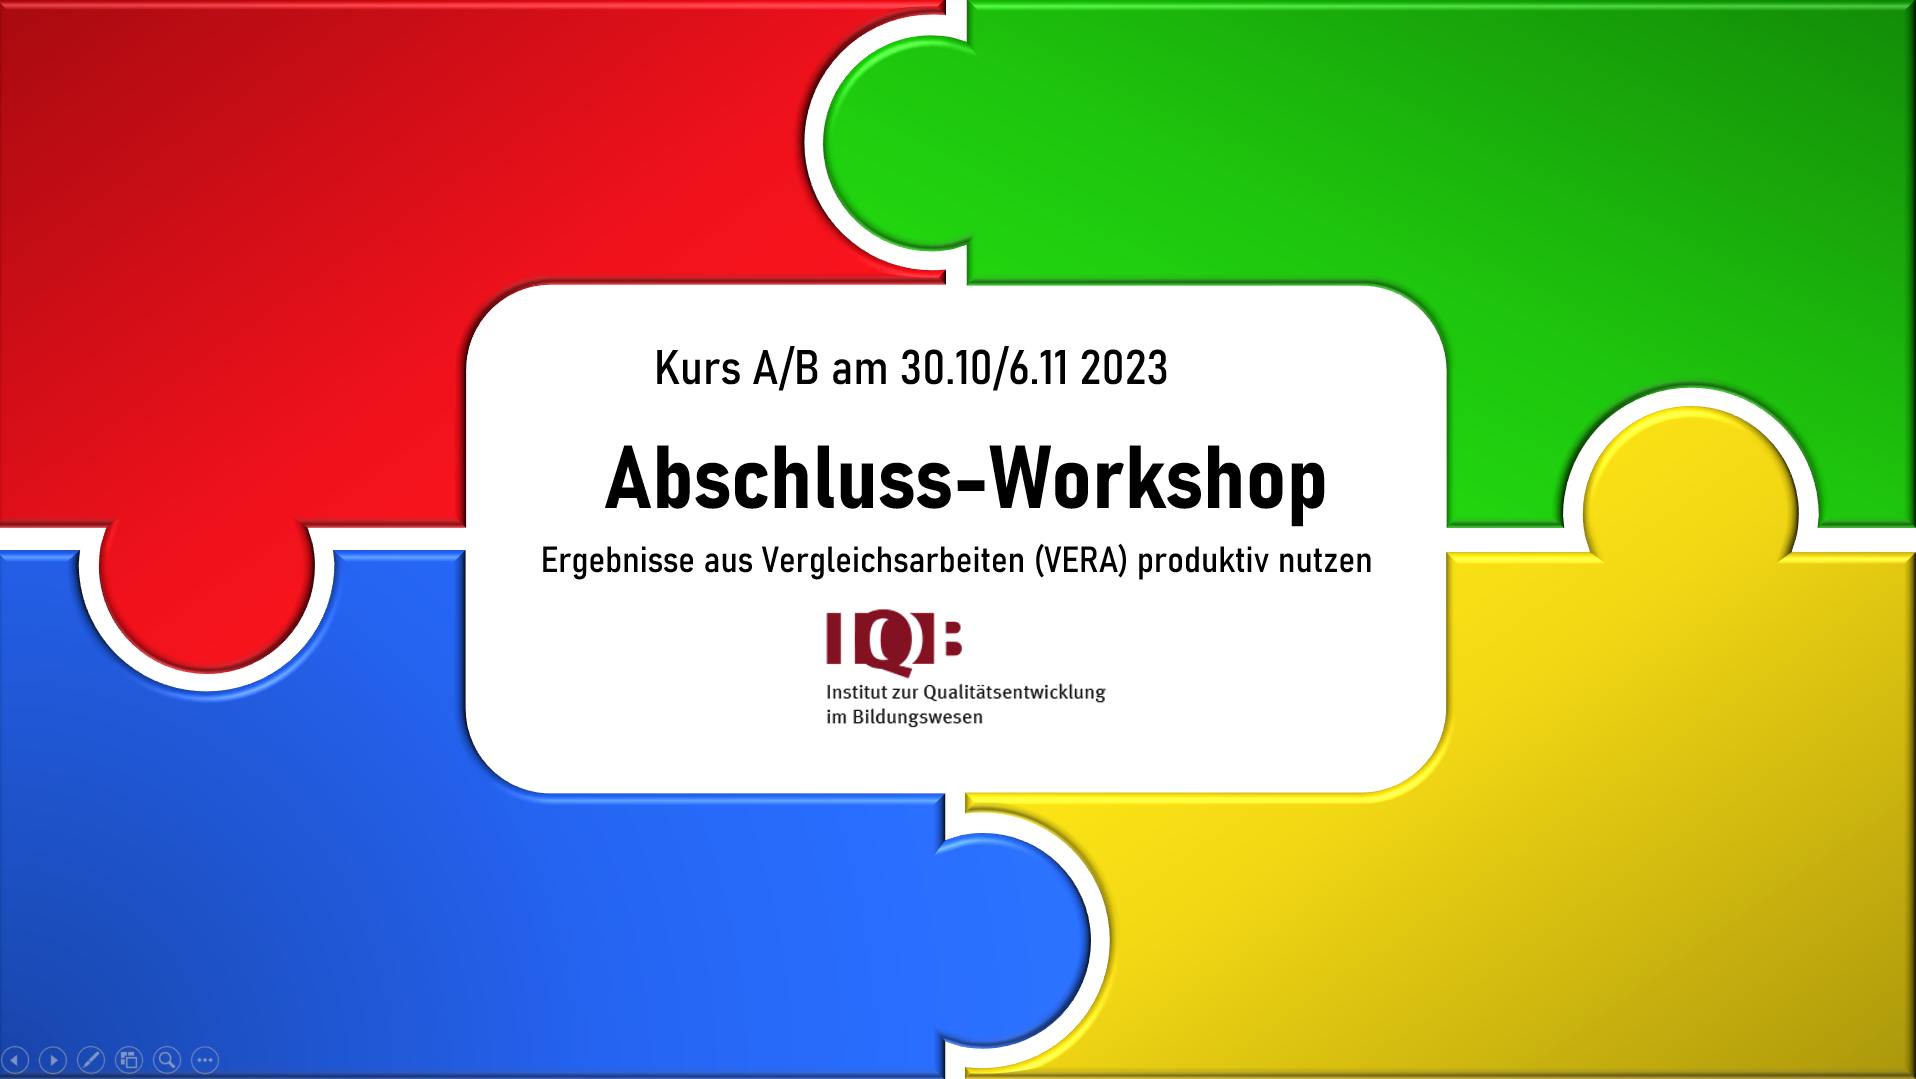 Kurs A/B am 30.10/6.11 2023
Abschluss-Workshop
Ergebnisse aus Vergleichsarbeiten (VERA) produktiv nutzen
IQB
Institut zur Qualitätsentwicklung
im Bildungswesen